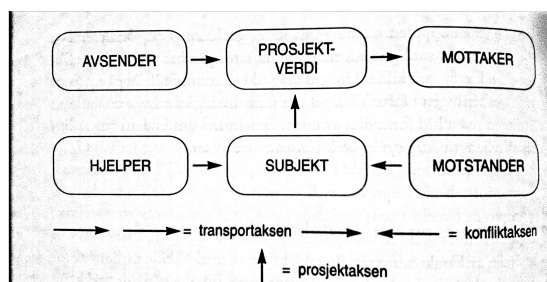 AVSENDER
PROSJEKT-
VERDI
MOTTAKER
HJELPER
SUBJEKT
MOTSTANDER
= transportaksen
= konfliktaksen
= prosjektaksen